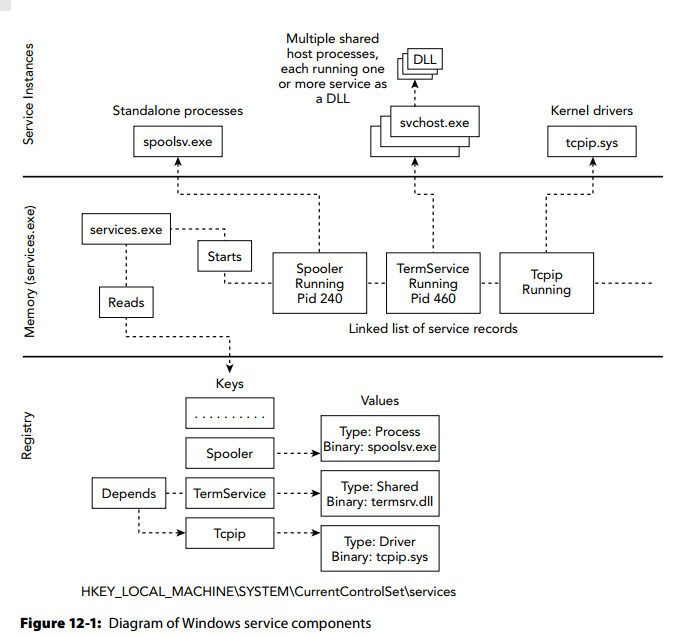 Service Instances
Multiple shared
host processes,
each running one
or more service as
a DLL
DLL
Standalone processes
spoolsv.exe
svchost.exe
Kernel drivers
tcpip.sys
Memory (services.exe)
services.exe
Starts
Reads
Spooler
Running
Pid 240
TermService
Running
Pid 460
Tcpip
Running
Linked list of service records
Registry
Keys
. . . . . . . . . .
Spooler
Depends
TermService
Tcpip
Values
Type: Process
Binary: spoolsv.exe
Type: Shared
Binary: termsrv.dll
Type: Driver
Binary: tcpip.sys
HKEY_LOCAL_MACHINE\SYSTEM\CurrentControlSet\services
Figure 12-1: Diagram of Windows service components